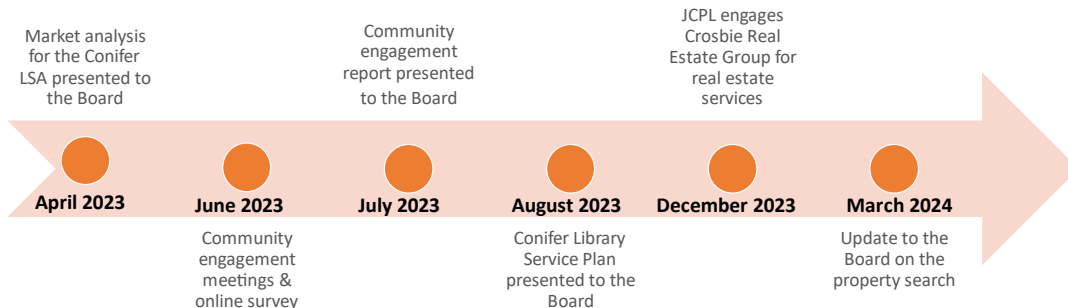 Market analysis
for the Conifer
LSA presented to
the Board
April 2023
June 2023
Community
engagement
meetings &
online survey
Community
engagement
report presented
to the Board
July 2023
August 2023
Conifer Library
Service Plan
presented to the
Board
JCPL engages
Crosbie Real
Estate Group for
real estate
services
December 2023
March 2024
Update to the
Board on the
property search